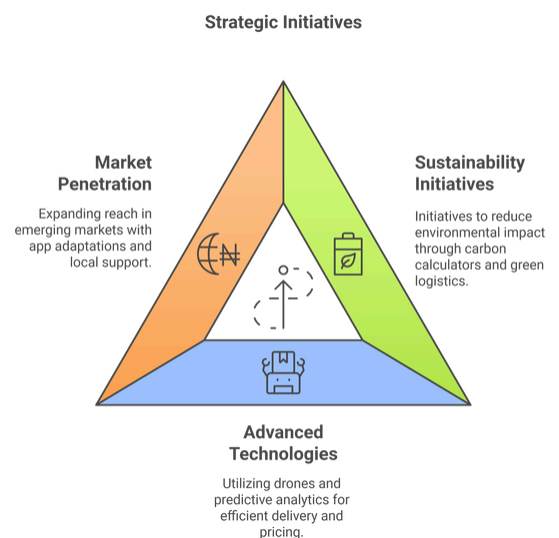 Strategic Initiatives
Market
Penetration
Expanding reach in
emerging markets with
app adaptations and
local support.
Sustainability
Initiatives
Initiatives to reduce
environmental impact
through carbon
calculators and green
logistics.
Advanced
Technologies
Utilizing drones and
predictive analytics for
efficient delivery and
pricing.